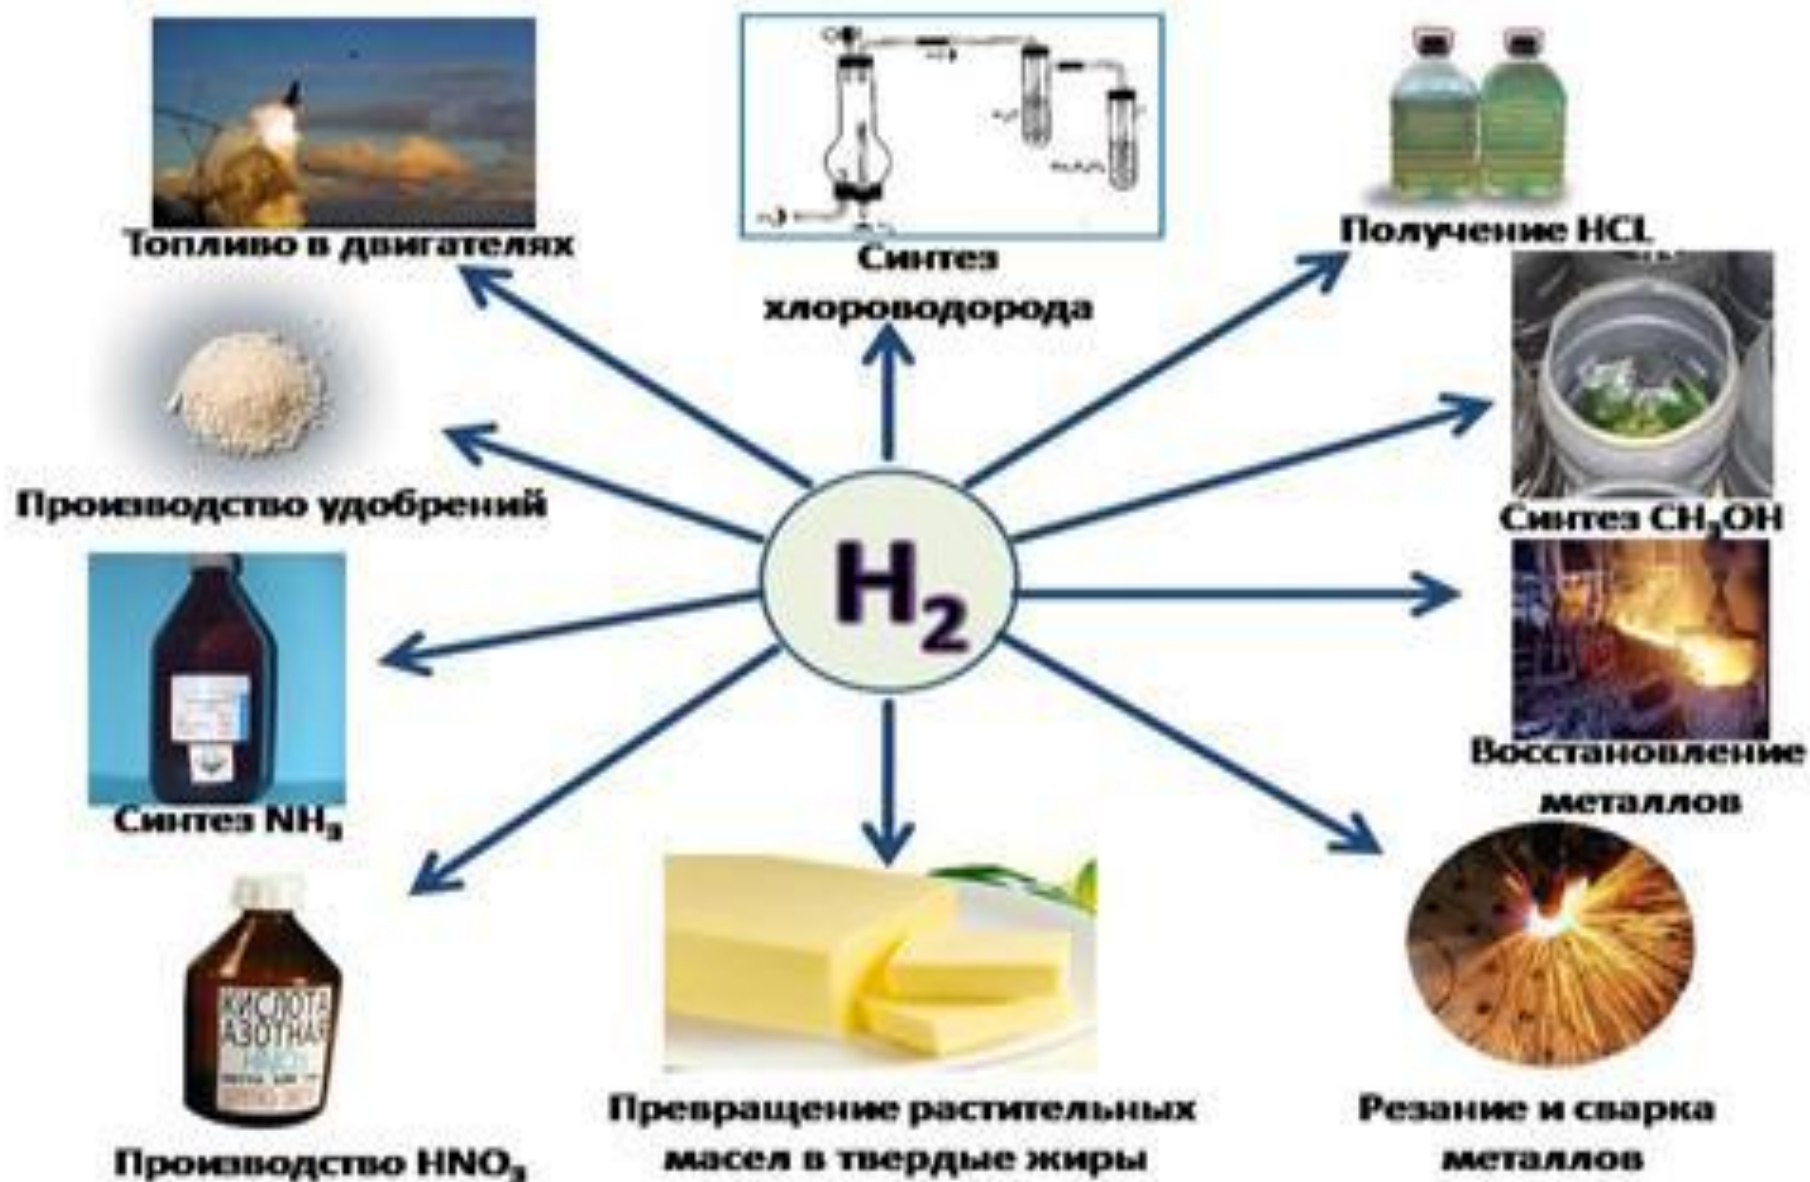 Топливо в двигателях
Синтез
хлороводорода
Получение HCL
Производство удобрений
Синтез CH₃OH
H₂
Синтез NH₃
Восстановление
металлов
КИСЛОТА
АЗОТНАЯ
Производство HNO₃
Превращение растительных
масел в твердые жиры
Резание и сварка
металлов